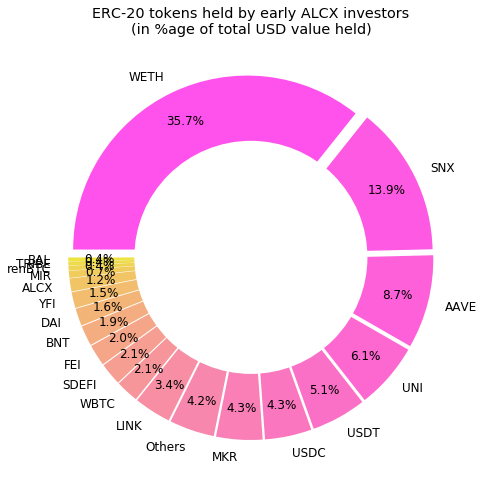 ERC-20 tokens held by early ALCX investors
(in %age of total USD value held)
WETH
35.7%
SNX
13.9%
AAVE
8.7%
UNI
6.1%
USDT
5.1%
USDC
4.3%
MKR
4.3%
Others
4.2%
LINK
3.4%
WBTC
2.1%
SDEFI
2.1%
FEI
2.0%
BNT
1.9%
DAI
1.6%
YFI
1.5%
ALCX
1.2%
MIR
0.7%
renBTC
0.4%
BAL
0.4%